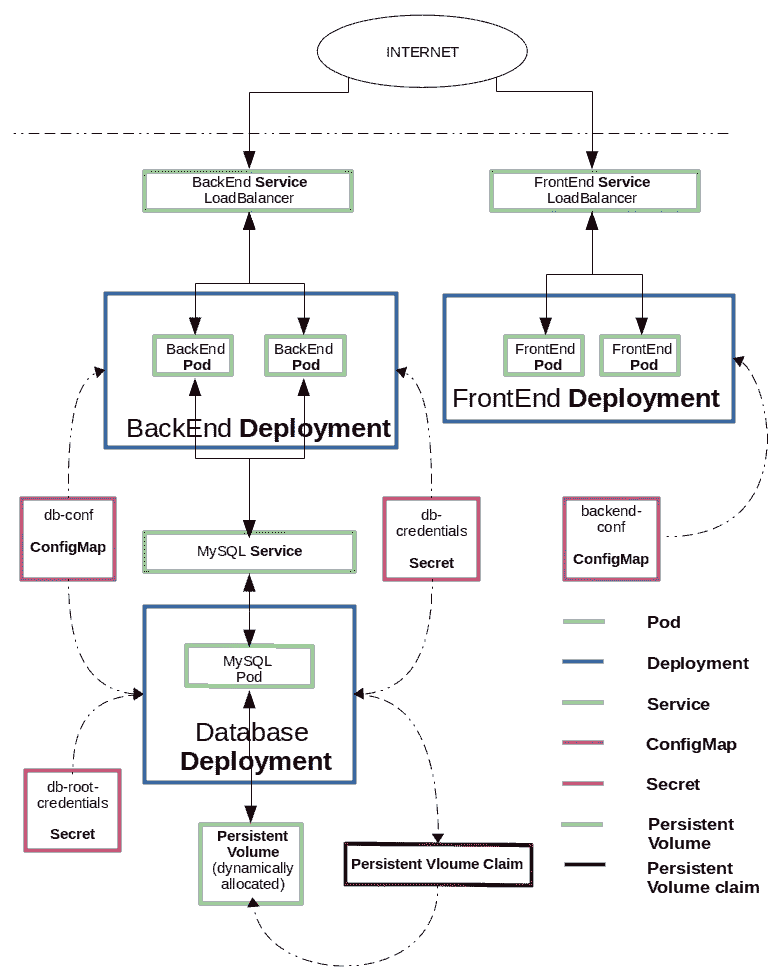 INTERNET
BackEnd Service
LoadBalancer
FrontEnd Service
LoadBalancer
BackEnd
Pod
BackEnd
Pod
FrontEnd
Pod
FrontEnd
Pod
BackEnd Deployment
FrontEnd Deployment
db-conf
ConfigMap
db-
credentials
Secret
backend-
conf
ConfigMap
MySQL Service
MySQL
Pod
Database
Deployment
db-root-
credentials
Secret
Persistent
Volume
(dynamically
allocated)
Persistent Vloume Claim
Pod
Deployment
Service
ConfigMap
Secret
Persistent
Volume
Persistent
Volume claim